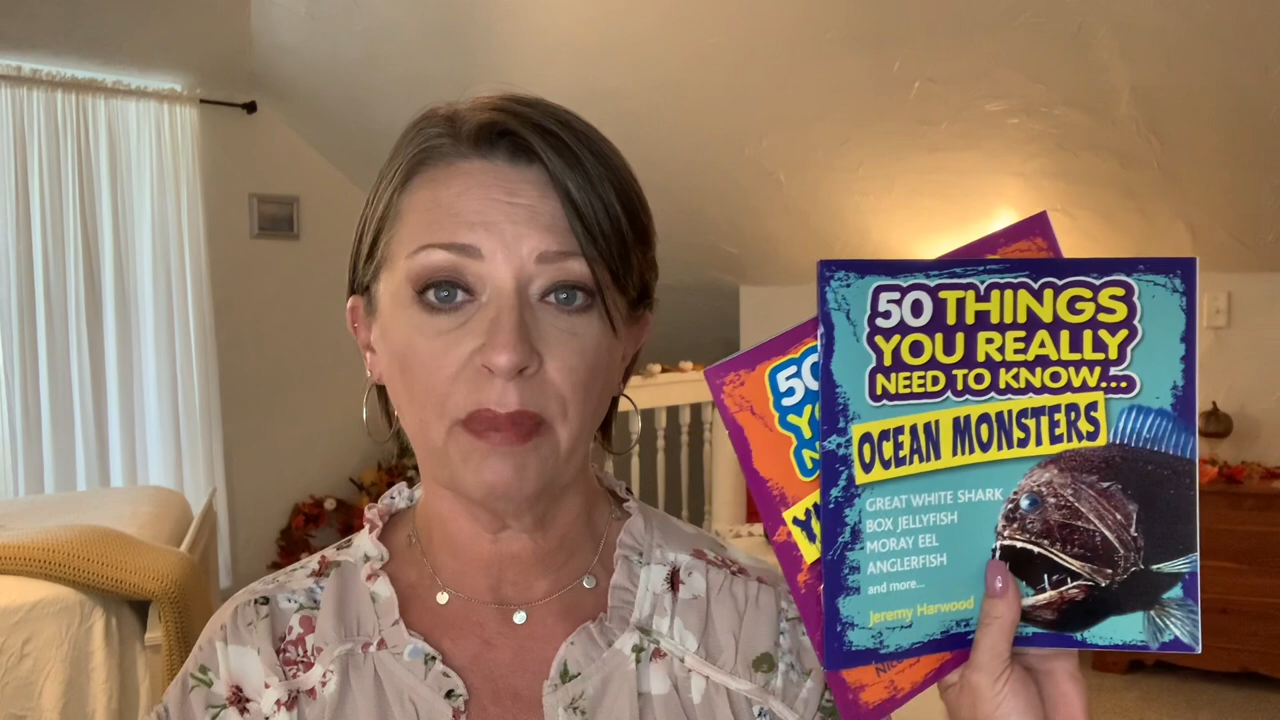 50 THINGS
YOU REALLY
NEED TO KNOW...
OCEAN MONSTERS
GREAT WHITE SHARK
BOX JELLYFISH
MORAY EEL
ANGLERFISH
and more...
Jeremy Harwood
50